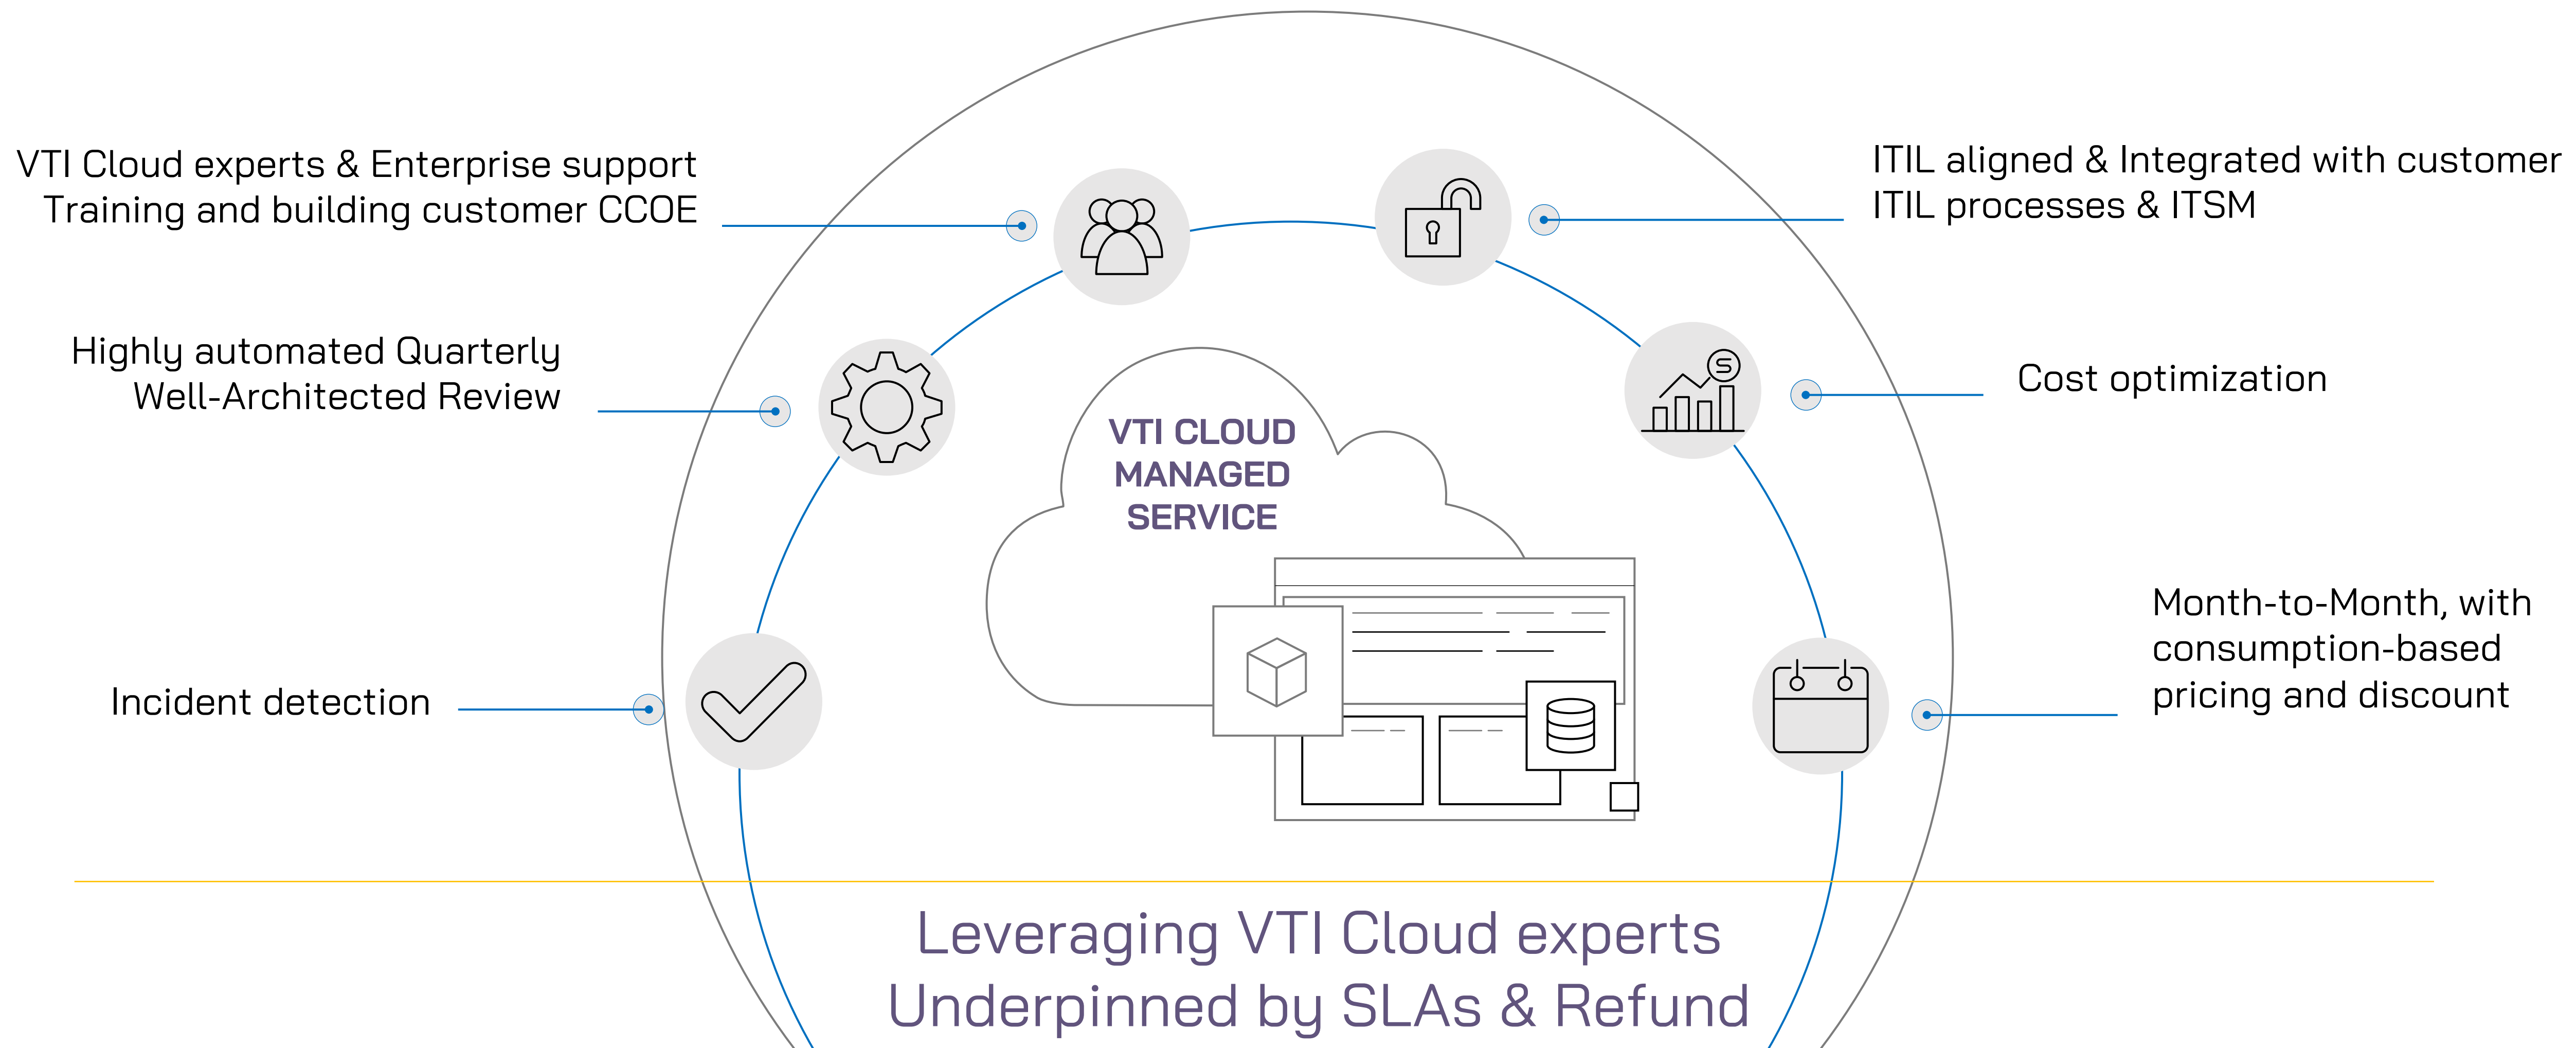 VTI Cloud experts & Enterprise support
Training and building customer CCOE
Highly automated Quarterly
Well-Architected Review
Incident detection
VTI CLOUD
MANAGED
SERVICE
ITIL aligned & Integrated with customer
ITIL processes & ITSM
Cost optimization
Month-to-Month, with
consumption-based
pricing and discount
Leveraging VTI Cloud experts
Underpinned by SLAs & Refund